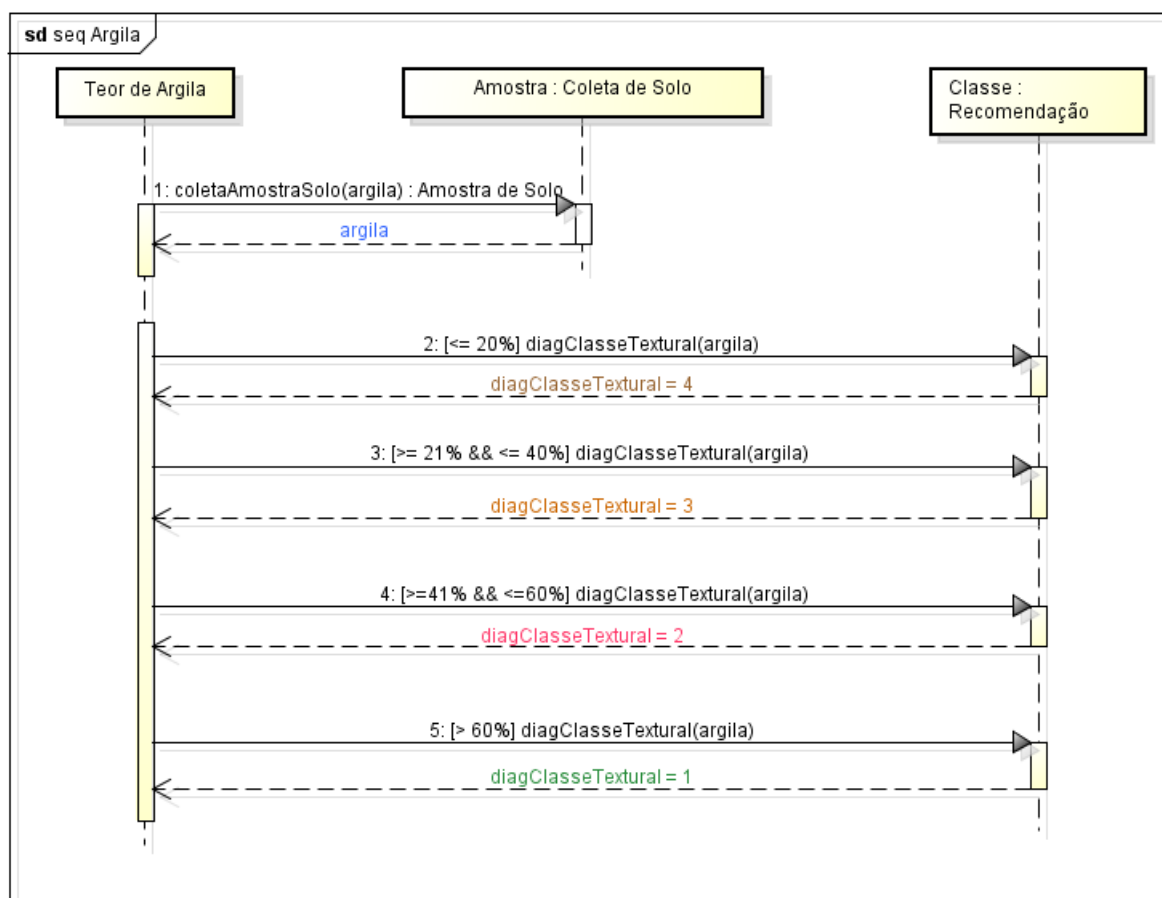 sd seq Argila
Teor de Argila
Amostra : Coleta de Solo
Classe :
Recomendação
1: coletaAmostraSolo(argila) : Amostra de Solo
argila
2: [<= 20%] diagClasseTextural(argila)
diagClasseTextural = 4
3: [>= 21% && <= 40%] diagClasseTextural(argila)
diagClasseTextural = 3
4: [>=41% && <=60%] diagClasseTextural(argila)
diagClasseTextural = 2
5: [> 60%] diagClasseTextural(argila)
diagClasseTextural = 1